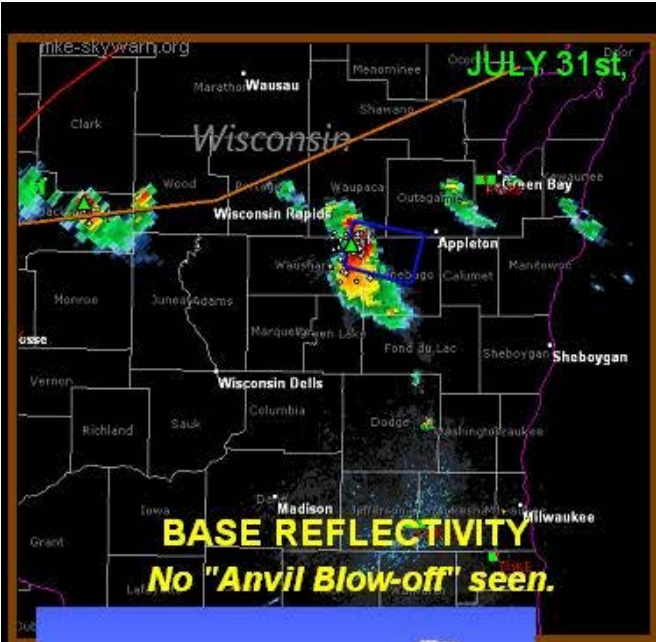 mke-skywarn.org
JULY 31st,
Door
Menominee
Marathon
Wausau
Shawano
Clark
Wisconsin
Wood
Waupaca
Outagamie
Green Bay
Kewaunee
Wisconsin Rapids
Appleton
Waushara
Calumet
Manitowoc
Monroe
Juneau
Adams
Marquette
Green Lake
Fond du Lac
Sheboygan
Sheboygan
Vernon
Wisconsin Dells
Columbia
Dodge
Richland
Sauk
Iowa
Madison
Milwaukee
Grant
BASE REFLECTIVITY
No "Anvil Blow-off" seen.